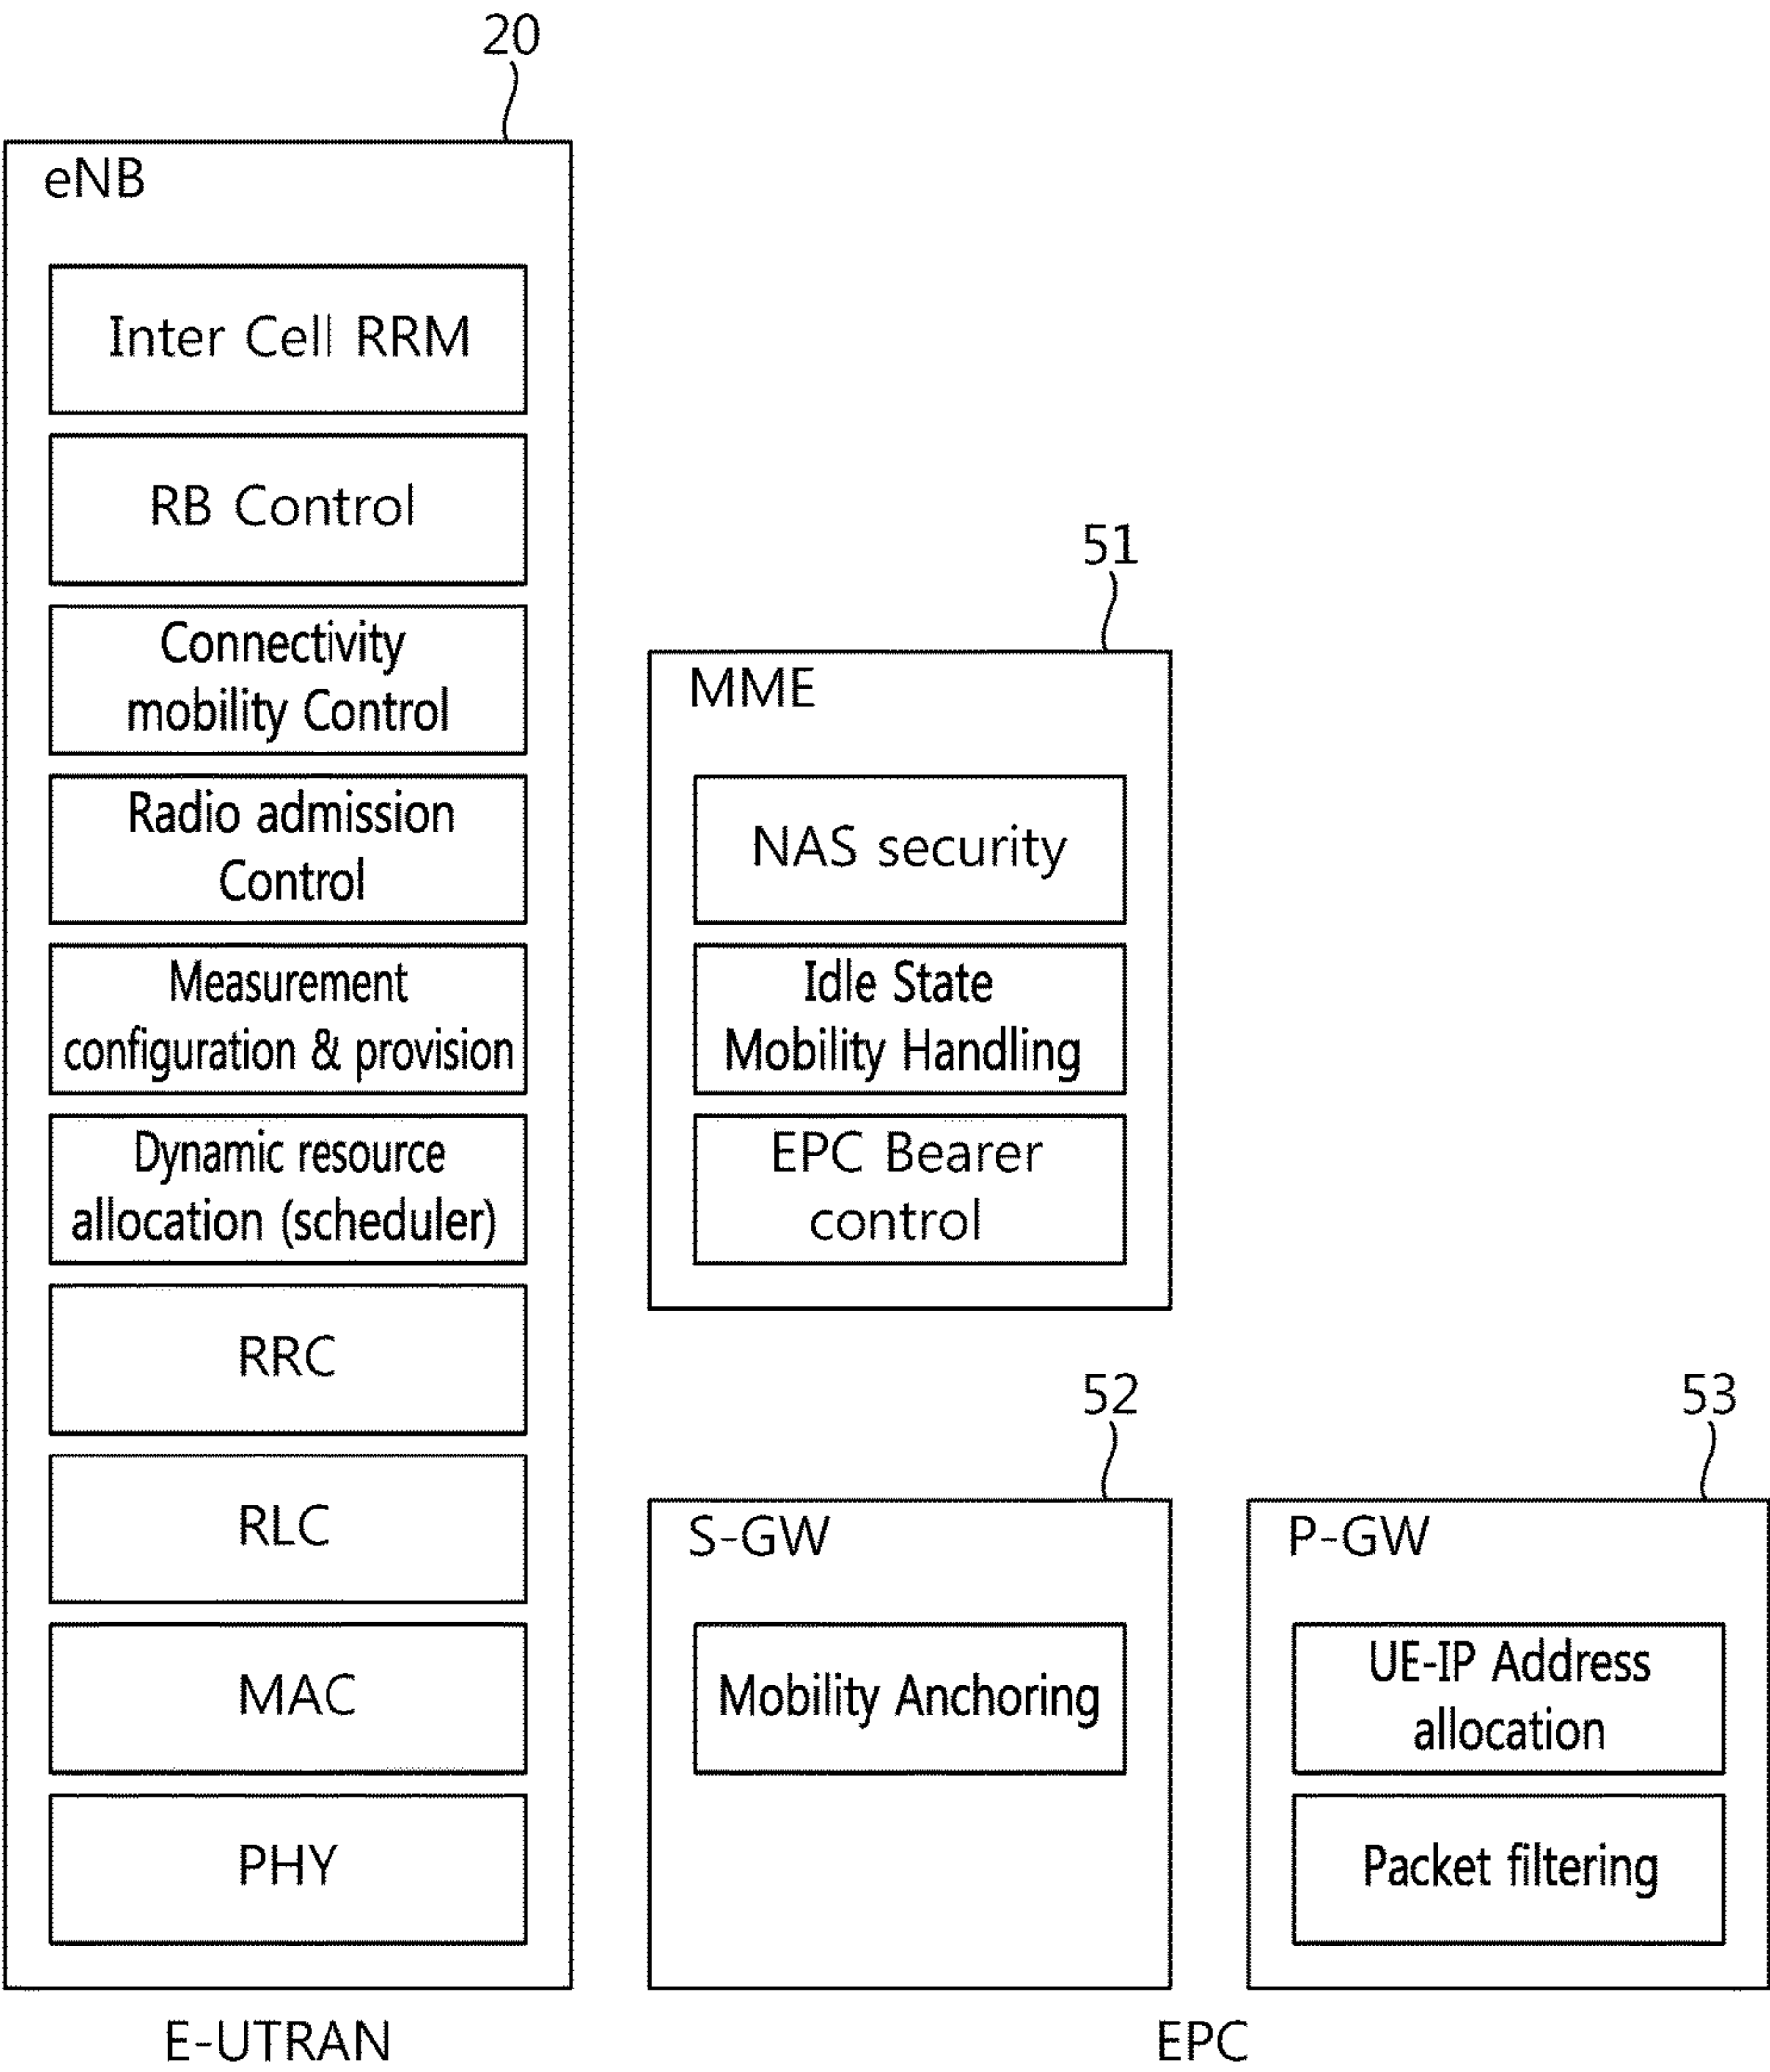 20
eNB
Inter Cell RRM
RB Control
Connectivity
mobility Control
Radio admission
Control
Measurement
configuration & provision
Dynamic resource
allocation (scheduler)
RRC
RLC
MAC
PHY
E-UTRAN
51
MME
NAS security
Idle State
Mobility Handling
EPC Bearer
control
52
S-GW
Mobility Anchoring
53
P-GW
UE-IP Address
allocation
Packet filtering
EPC